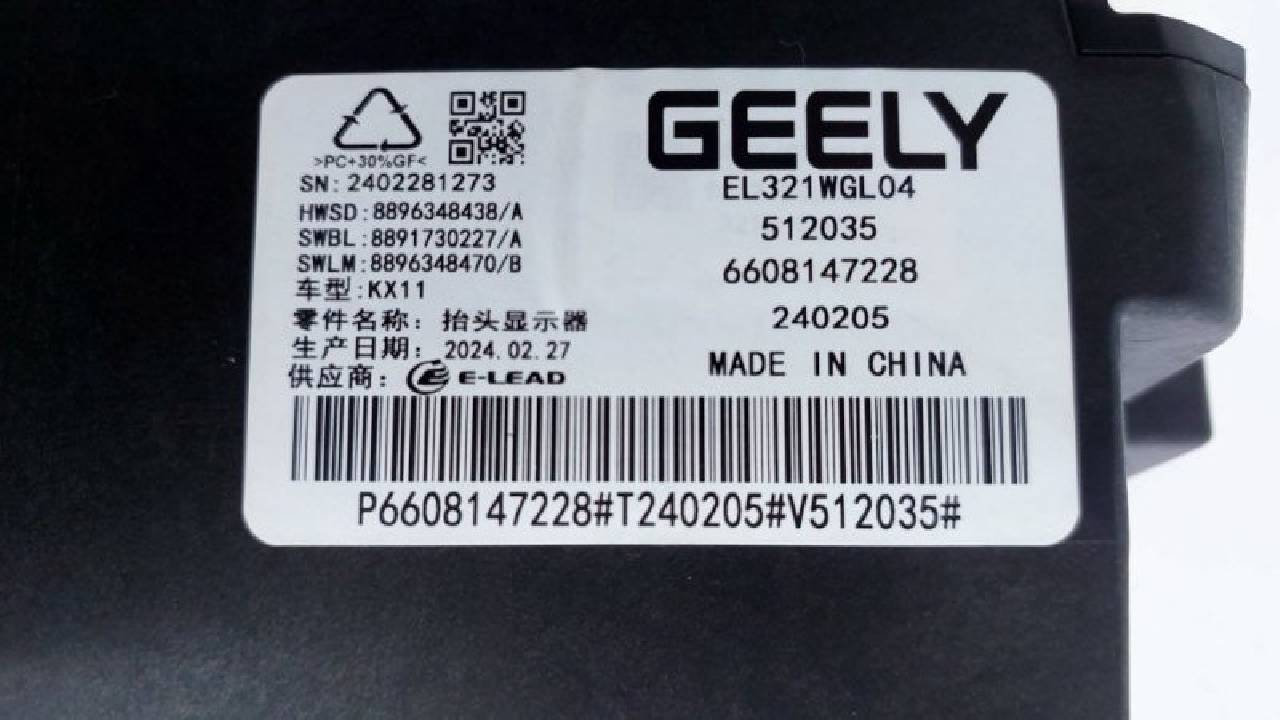 >PC+30%GF<
SN: 2402281273
HWSD:8896348438/A
SWBL:8891730227/A
SWLM:8896348470/B
车型:KX11
零件名称: 抬头显示器
生产日期: 2024.02.27
供应商: E-LEAD
GEELY
EL321WGL04
512035
6608147228
240205
MADE IN CHINA
P6608147228#T240205#V512035#